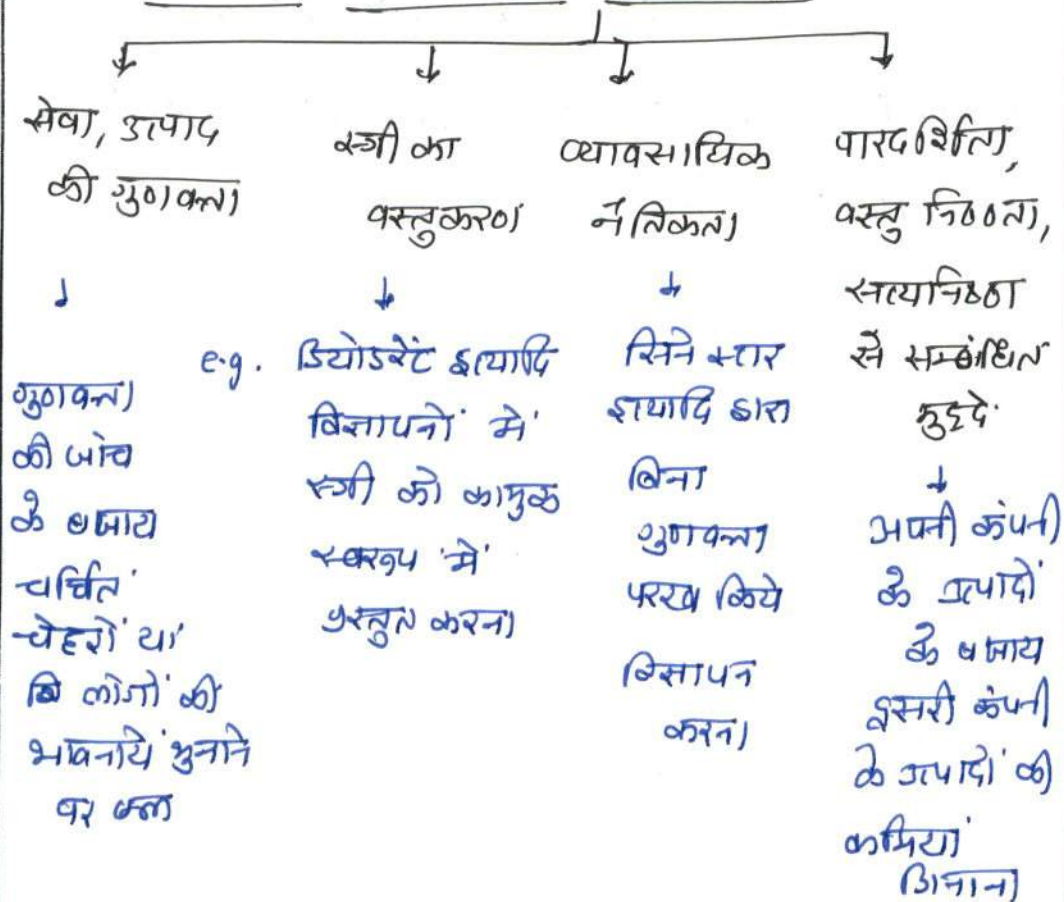 सेवा, उत्पाद
की गुणवत्ता
गुणवत्ता
की जांच
के बजाय
चर्चित
चेहरों या
लोगों की
भावनायें भुनाने
पर बल
स्त्री का
वस्तुकरण
e.g. डियोडरेंट इत्यादि
विज्ञापनों में
स्त्री को कामुक
स्वरूप में
प्रस्तुत करना
व्यावसायिक
नैतिकता
सिने स्टार
इत्यादि द्वारा
बिना
गुणवत्ता
परख किये
विज्ञापन
करना
पारदर्शिता,
वस्तुनिष्ठता,
सत्यनिष्ठा
से सम्बंधित
मुद्दे
अपनी कंपनी
के उत्पादों
के बजाय
दूसरी कंपनी
के उत्पादों की
कमियां
गिनाना